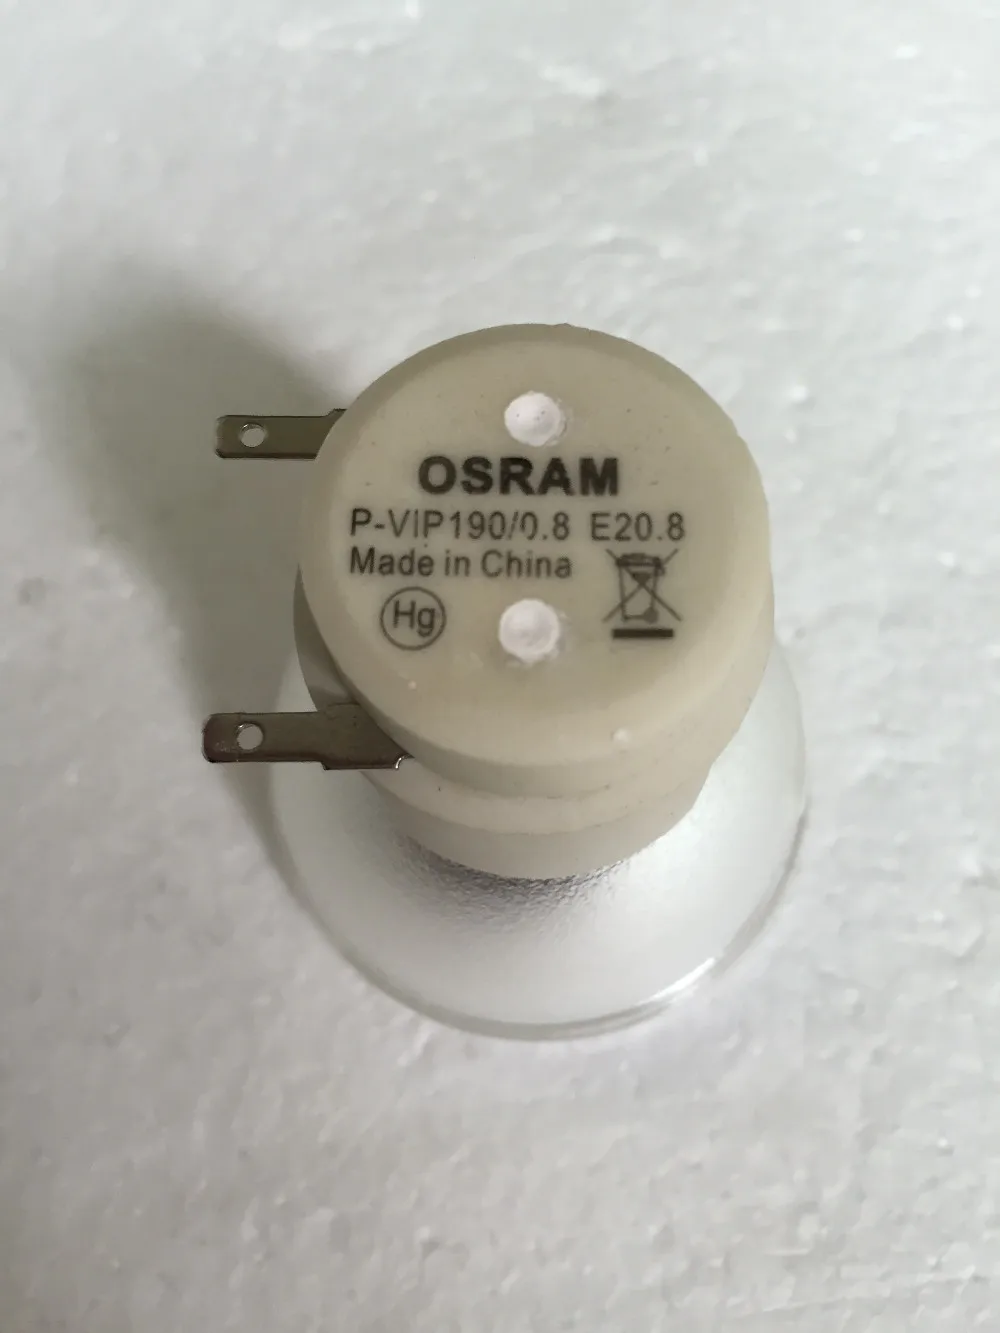 OSRAM
P-VIP190/0.8 E20.8
Made in China
Hg